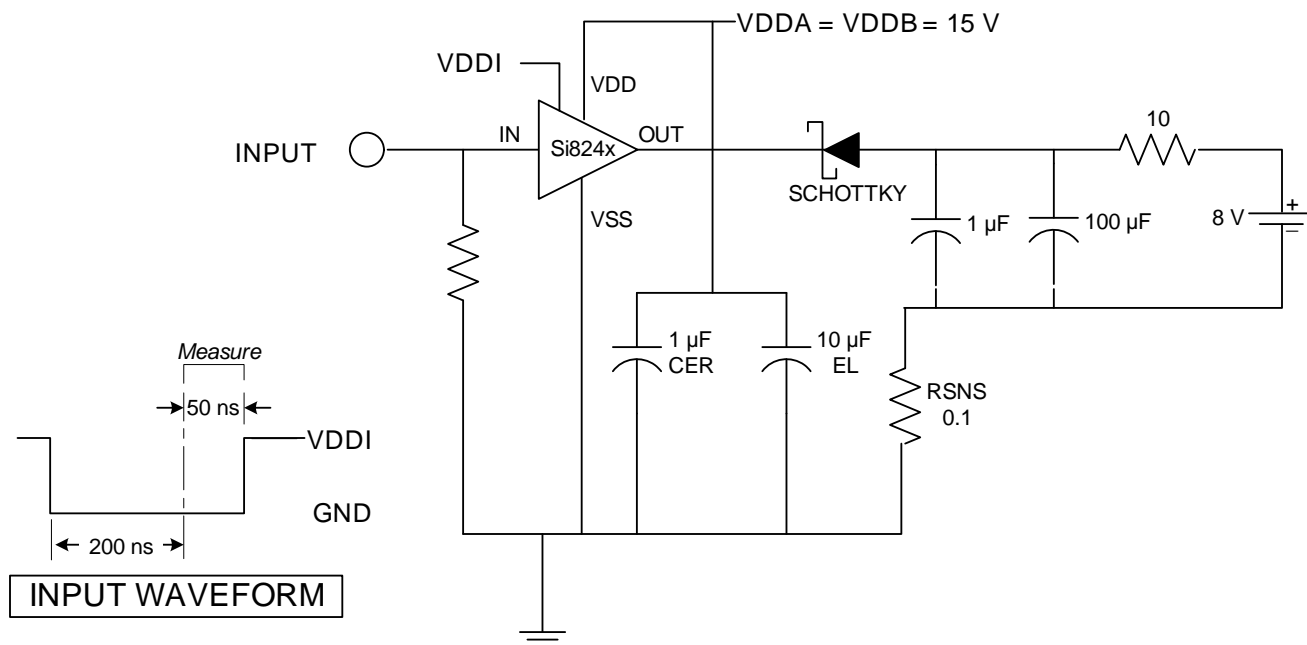 VDDA = VDDB = 15 V
VDDI
VDD
10
INPUT
IN
Si824x
OUT
SCHOTTKY
VSS
1 µF
100 µF
8 V
+
–
1 µF
CER
10 µF
EL
RSNS
0.1
Measure
50 ns
VDDI
GND
200 ns
INPUT WAVEFORM